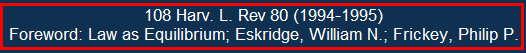 108 Harv. L. Rev 80 (1994-1995)
Foreword: Law as Equilibrium; Eskridge, William N.; Frickey, Philip P.